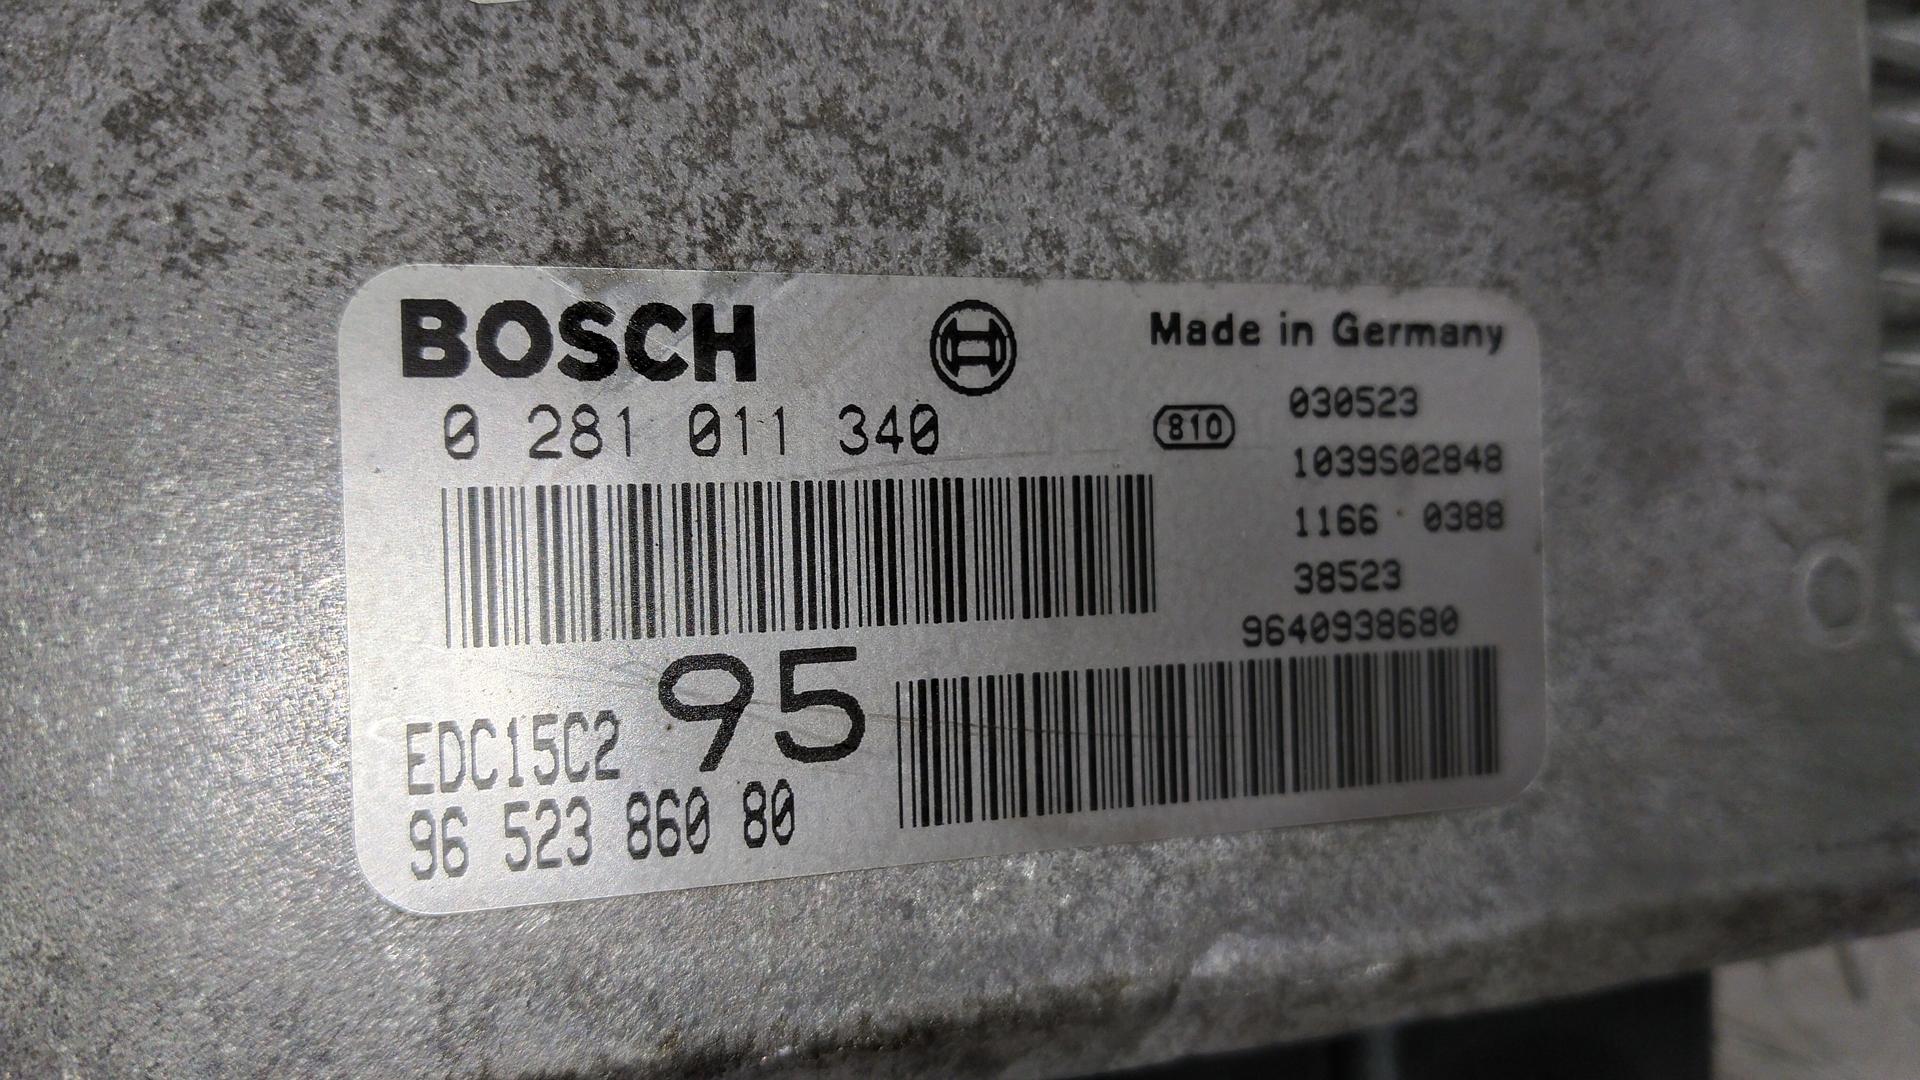 BOSCH
Made in Germany
0 281 011 340
810
030523
1039S02848
1166 0388
38523
9640938680
EDC15C2
95
96 523 860 80